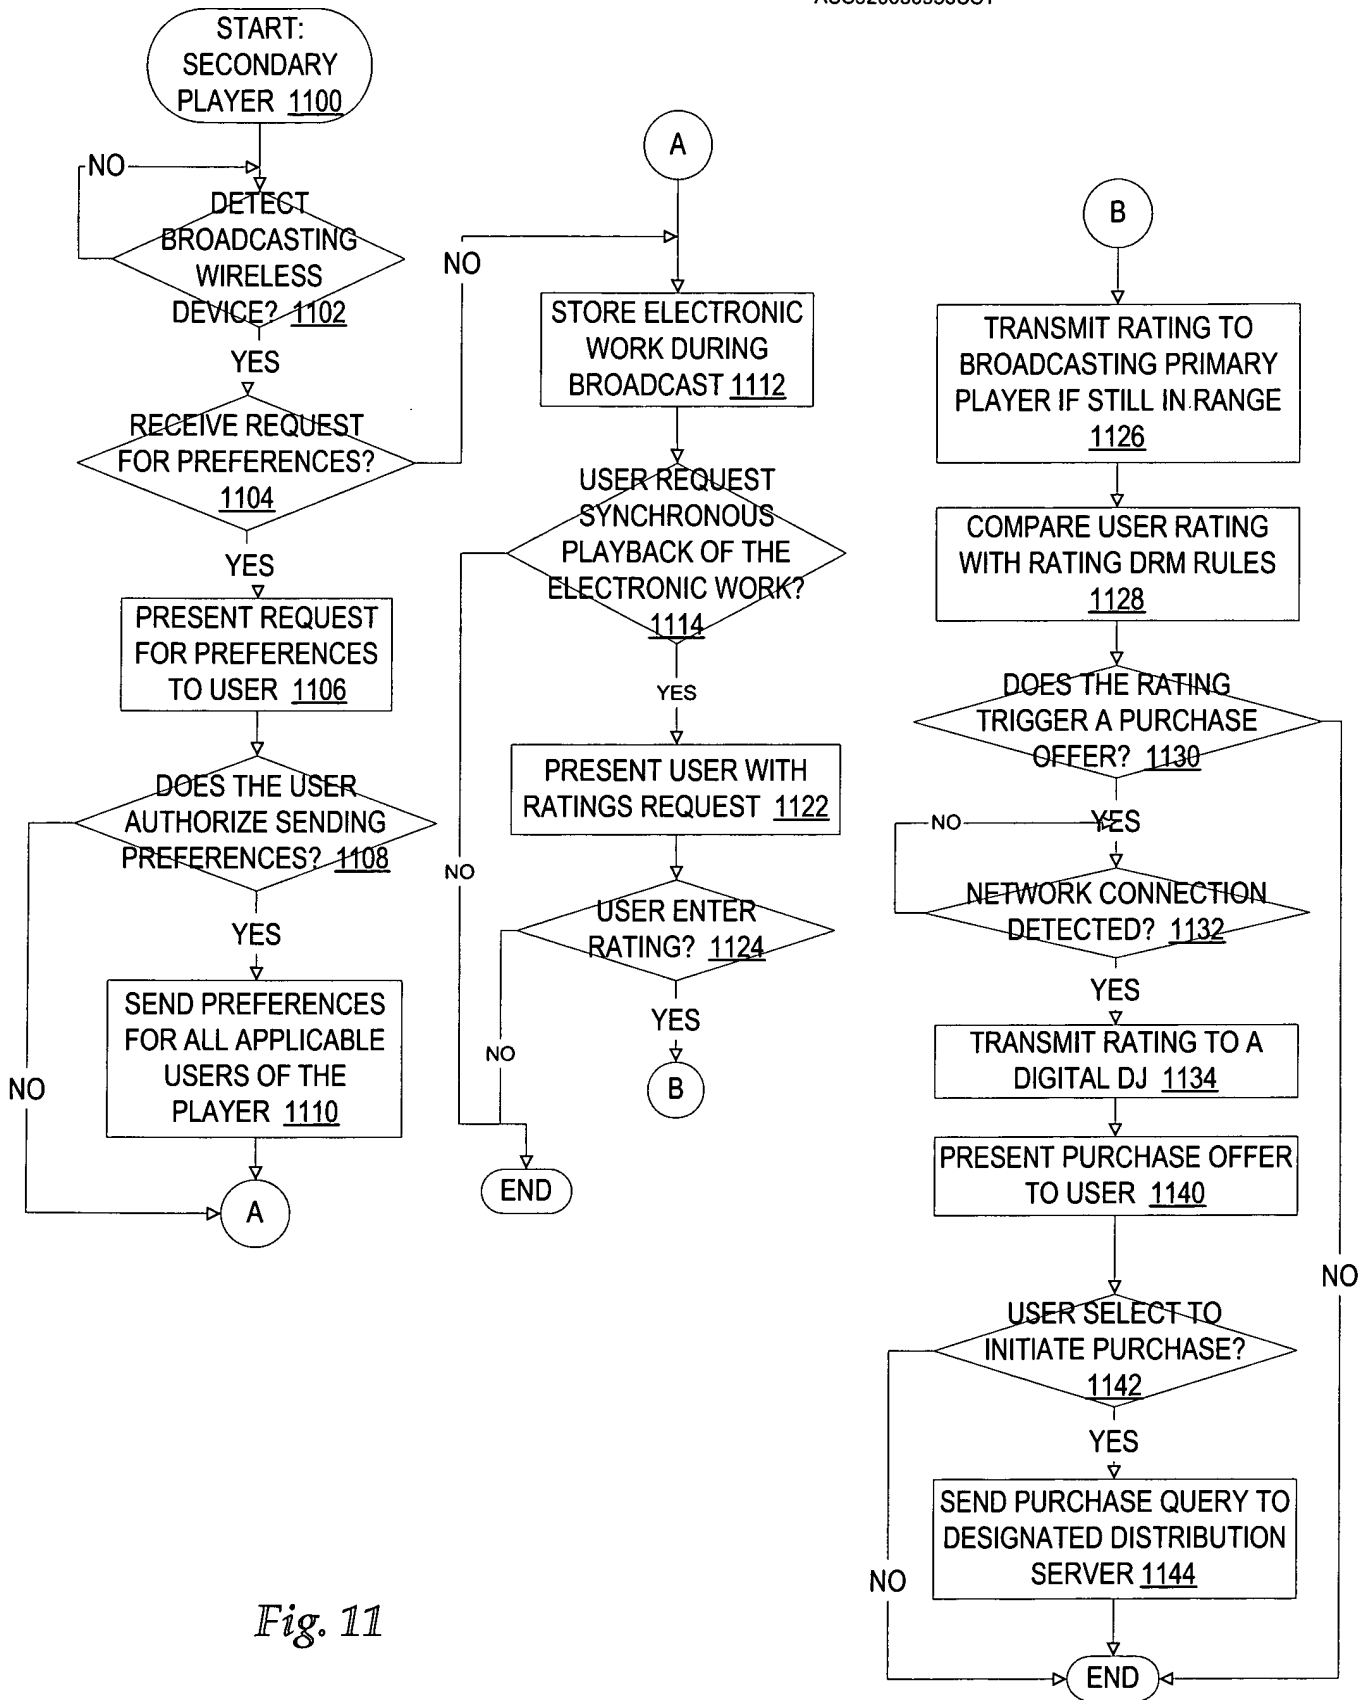 START:
SECONDARY
PLAYER 1100
NO
DETECT
BROADCASTING
WIRELESS
DEVICE? 1102
YES
RECEIVE REQUEST
FOR PREFERENCES?
1104
NO
YES
PRESENT REQUEST
FOR PREFERENCES
TO USER 1106
DOES THE USER
AUTHORIZE SENDING
PREFERENCES? 1108
YES
NO
SEND PREFERENCES
FOR ALL APPLICABLE
USERS OF THE
PLAYER 1110
A
A
STORE ELECTRONIC
WORK DURING
BROADCAST 1112
USER REQUEST
SYNCHRONOUS
PLAYBACK OF THE
ELECTRONIC WORK?
1114
YES
NO
PRESENT USER WITH
RATINGS REQUEST 1122
USER ENTER
RATING? 1124
YES
NO
B
END
B
TRANSMIT RATING TO
BROADCASTING PRIMARY
PLAYER IF STILL IN RANGE
1126
COMPARE USER RATING
WITH RATING DRM RULES
1128
DOES THE RATING
TRIGGER A PURCHASE
OFFER? 1130
NO
YES
NETWORK CONNECTION
DETECTED? 1132
YES
TRANSMIT RATING TO A
DIGITAL DJ 1134
PRESENT PURCHASE OFFER
TO USER 1140
NO
USER SELECT TO
INITIATE PURCHASE?
1142
YES
SEND PURCHASE QUERY TO
DESIGNATED DISTRIBUTION
SERVER 1144
NO
END
Fig. 11